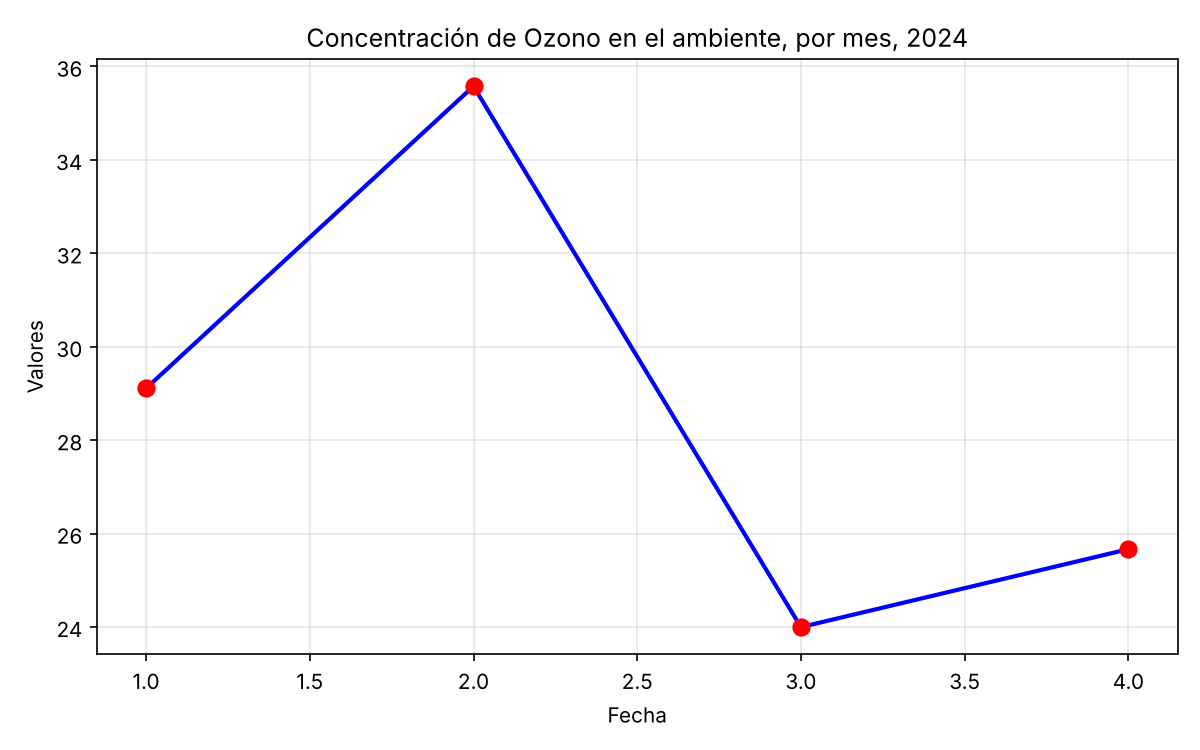 Concentración de Ozono en el ambiente, por mes, 2024
36
34
32
30
28
26
24
Valores
1.0 1.5 2.0 2.5 3.0 3.5 4.0
Fecha